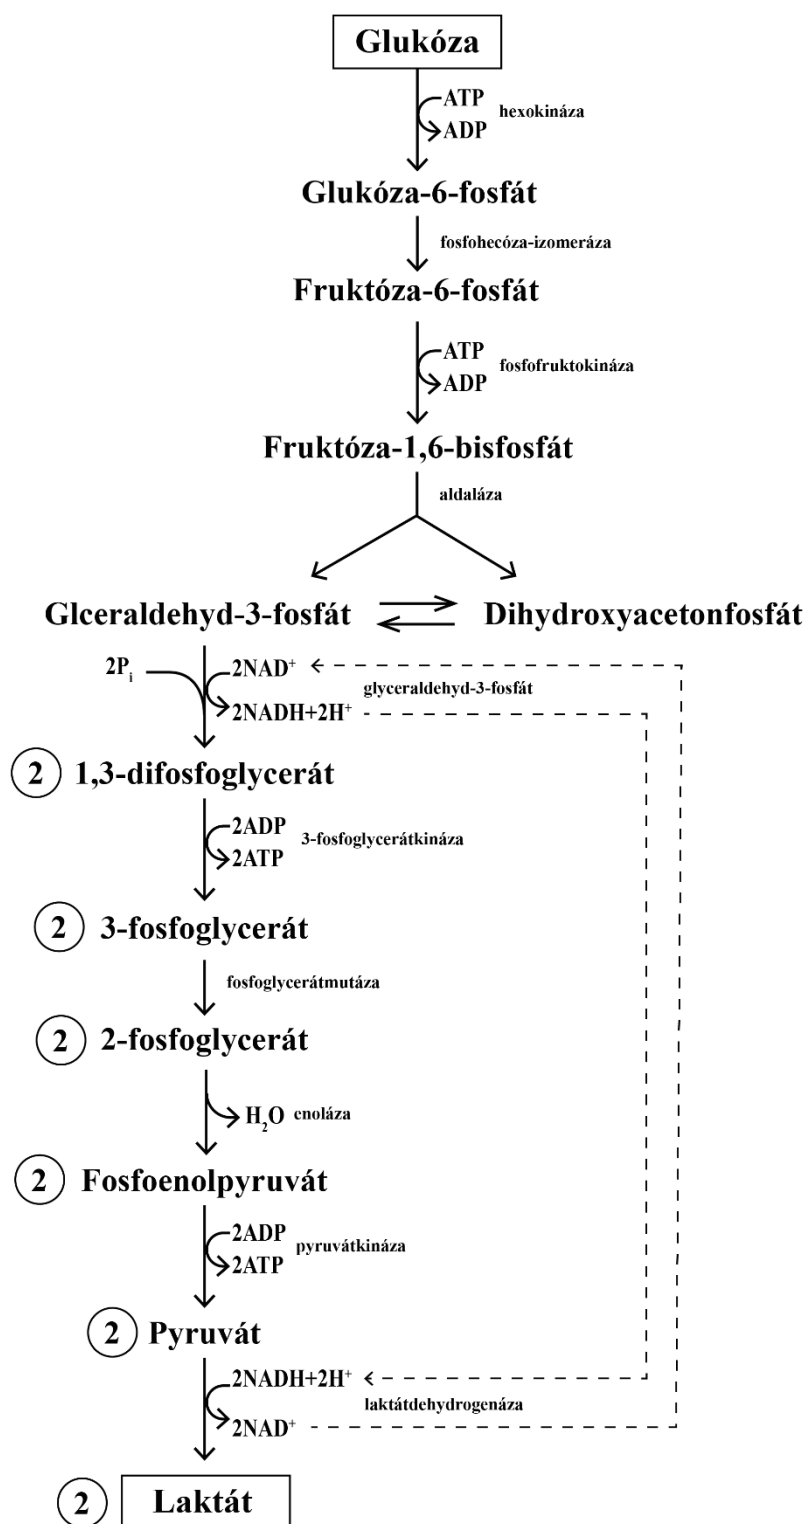 Glukóza
ATP
hexokináza
ADP
Glukóza-6-fosfát
fosfohecóza-izomeráza
Fruktóza-6-fosfát
ATP
fosfofruktokináza
ADP
Fruktóza-1,6-bisfosfát
aldaláza
Glceraldehyd-3-fosfát
Dihydroxyacetonfosfát
2Pᵢ
2NAD⁺
glyceraldehyd-3-fosfát
2NADH+2H⁺
2 1,3-difosfoglycerát
2ADP
3-fosfoglycerátkináza
2ATP
2 3-fosfoglycerát
fosfoglycerátmutáza
2 2-fosfoglycerát
H₂O enoláza
2 Fosfoenolpyruvát
2ADP
pyruvátkináza
2ATP
2 Pyruvát
2NADH+2H⁺
laktátdehydrogenáza
2NAD⁺
2 Laktát